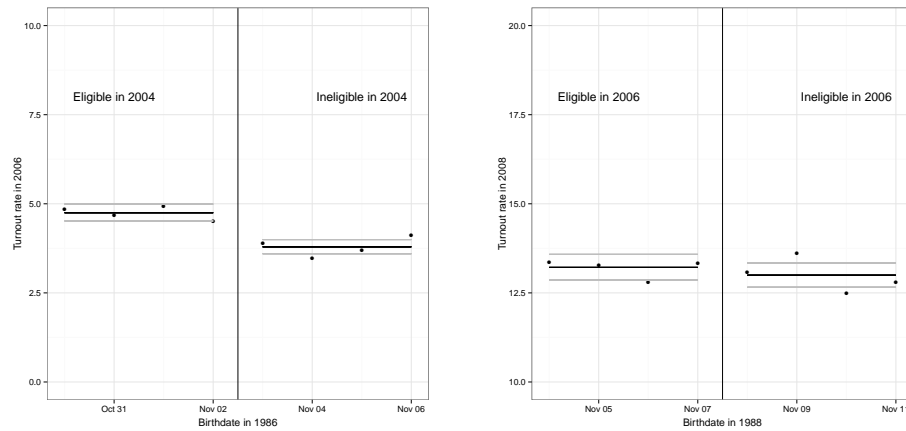 10.0
7.5
5.0
2.5
0.0
Turnout rate in 2006
Eligible in 2004
Ineligible in 2004
Oct 31
Nov 02
Nov 04
Nov 06
Birthdate in 1986
20.0
17.5
15.0
12.5
10.0
Turnout rate in 2008
Eligible in 2006
Ineligible in 2006
Nov 05
Nov 07
Nov 09
Nov 11
Birthdate in 1988